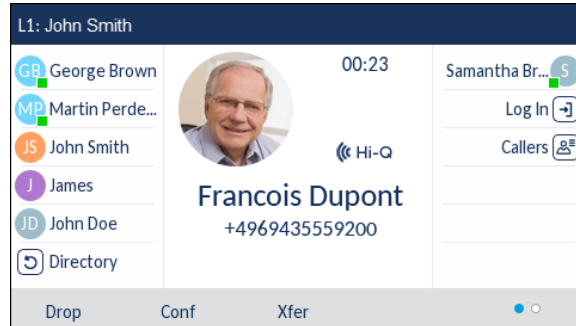 L1: John Smith
GB George Brown
MP Martin Perde...
JS John Smith
J James
JD John Doe
Directory
00:23
Hi-Q
Francois Dupont
+4969435559200
Samantha Br... S
Log In
Callers
Drop Conf Xfer